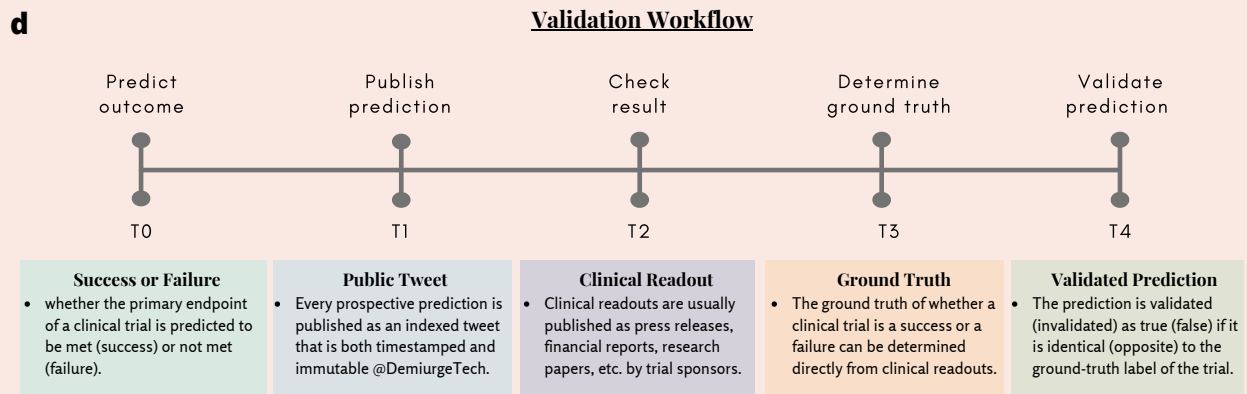 d
Validation Workflow
Predict
outcome
Publish
prediction
Check
result
Determine
ground truth
Validate
prediction
T0
T1
T2
T3
T4
Success or Failure
• whether the primary endpoint
of a clinical trial is predicted to
be met (success) or not met
(failure).
Public Tweet
• Every prospective prediction is
published as an indexed tweet
that is both timestamped and
immutable @DemiurgeTech.
Clinical Readout
• Clinical readouts are usually
published as press releases,
financial reports, research
papers, etc. by trial sponsors.
Ground Truth
• The ground truth of whether a
clinical trial is a success or a
failure can be determined
directly from clinical readouts.
Validated Prediction
• The prediction is validated
(invalidated) as true (false) if it
is identical (opposite) to the
ground-truth label of the trial.